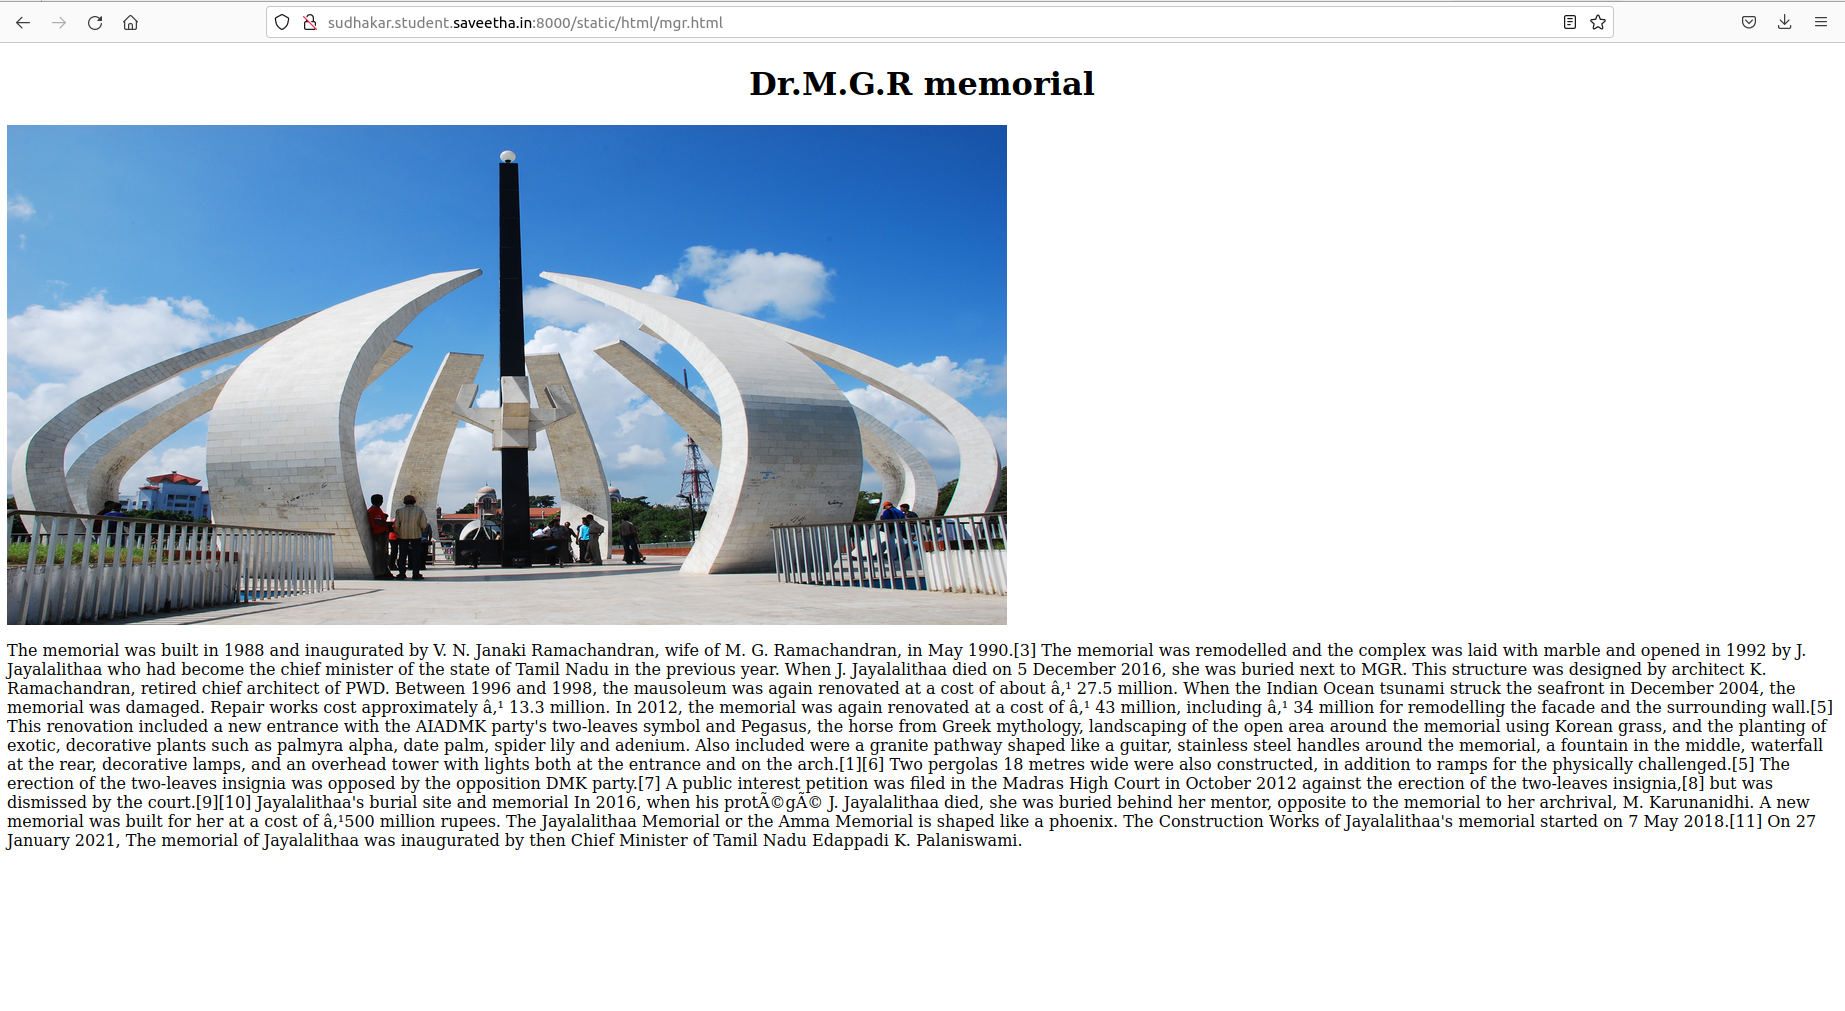 sudhakar.student.saveetha.in:8000/static/html/mgr.html
Dr.M.G.R memorial
The memorial was built in 1988 and inaugurated by V. N. Janaki Ramachandran, wife of M. G. Ramachandran, in May 1990.[3] The memorial was remodelled and the complex was laid with marble and opened in 1992 by J.
Jayalalithaa who had become the chief minister of the state of Tamil Nadu in the previous year. When J. Jayalalithaa died on 5 December 2016, she was buried next to MGR. This structure was designed by architect K.
Ramachandran, retired chief architect of PWD. Between 1996 and 1998, the mausoleum was again renovated at a cost of about â‚¹ 27.5 million. When the Indian Ocean tsunami struck the seafront in December 2004, the
memorial was damaged. Repair works cost approximately â‚¹ 13.3 million. In 2012, the memorial was again renovated at a cost of â‚¹ 43 million, including â‚¹ 34 million for remodelling the facade and the surrounding wall.[5]
This renovation included a new entrance with the AIADMK party's two-leaves symbol and Pegasus, the horse from Greek mythology, landscaping of the open area around the memorial using Korean grass, and the planting of
exotic, decorative plants such as palmyra alpha, date palm, spider lily and adenium. Also included were a granite pathway shaped like a guitar, stainless steel handles around the memorial, a fountain in the middle, waterfall
at the rear, decorative lamps, and an overhead tower with lights both at the entrance and on the arch.[1][6] Two pergolas 18 metres wide were also constructed, in addition to ramps for the physically challenged.[5] The
erection of the two-leaves insignia was opposed by the opposition DMK party.[7] A public interest petition was filed in the Madras High Court in October 2012 against the erection of the two-leaves insignia,[8] but was
dismissed by the court.[9][10] Jayalalithaa's burial site and memorial In 2016, when his protÃ©gÃ© J. Jayalalithaa died, she was buried behind her mentor, opposite to the memorial to her archrival, M. Karunanidhi. A new
memorial was built for her at a cost of â‚¹500 million rupees. The Jayalalithaa Memorial or the Amma Memorial is shaped like a phoenix. The Construction Works of Jayalalithaa's memorial started on 7 May 2018.[11] On 27
January 2021, The memorial of Jayalalithaa was inaugurated by then Chief Minister of Tamil Nadu Edappadi K. Palaniswami.